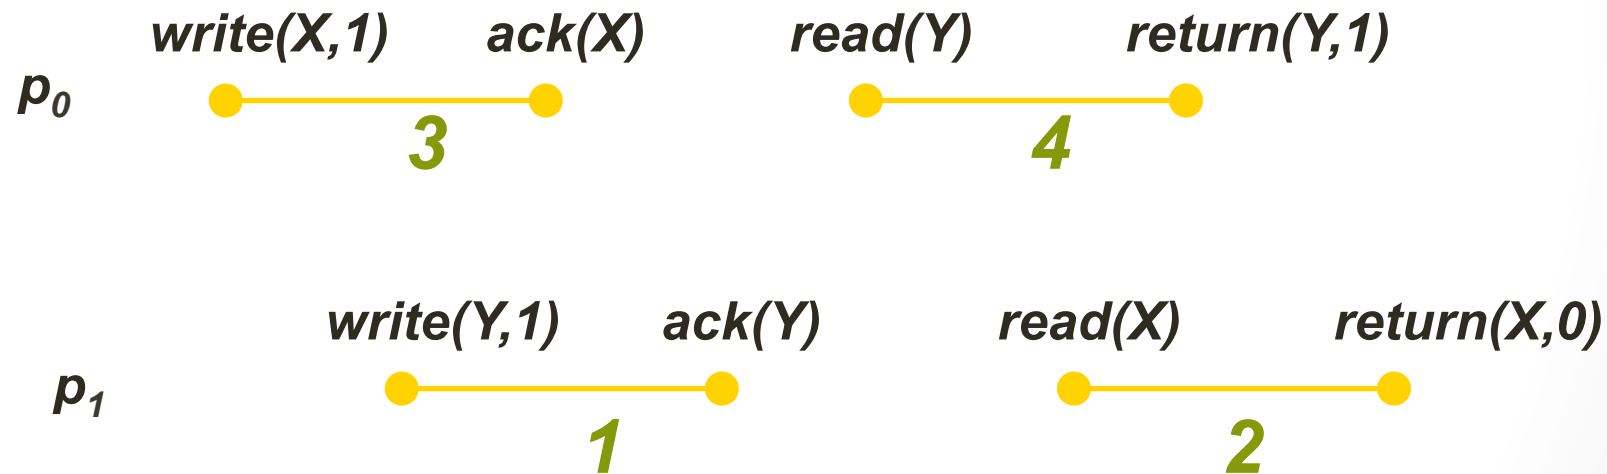 write(X,1) ack(X) read(Y) return(Y,1)
p0
3 4
write(Y,1) ack(Y) read(X) return(X,0)
p1
1 2